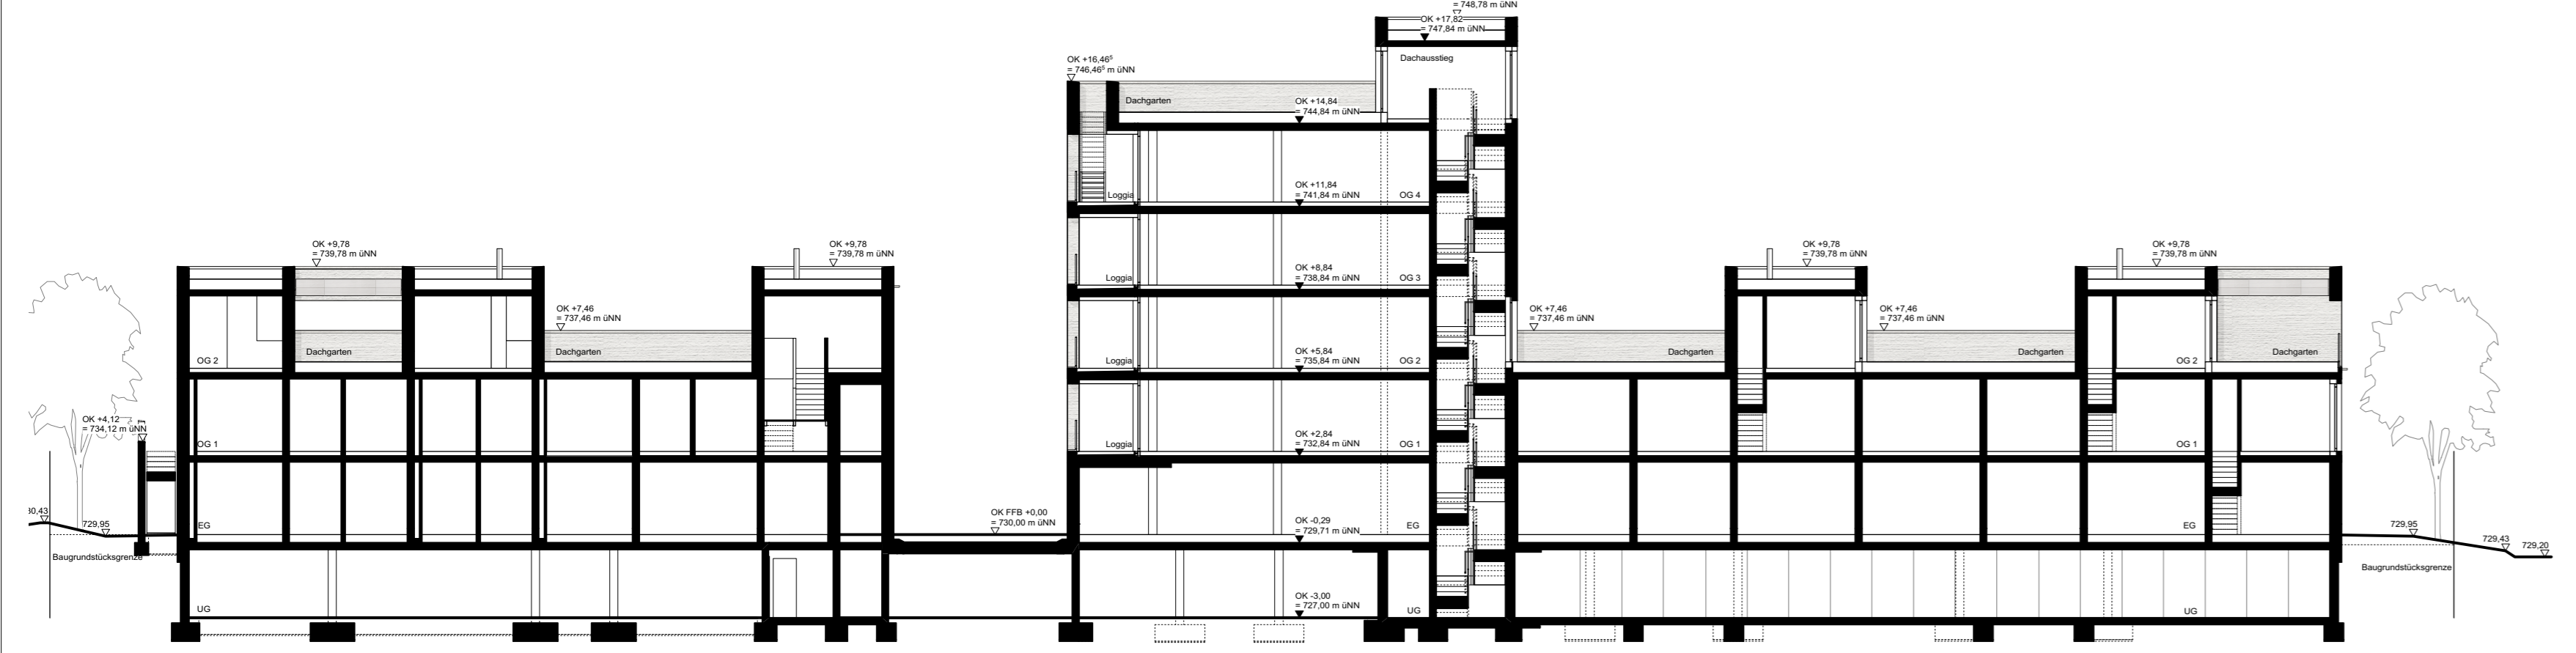 = 748,78 m üNN
OK +17,82
= 747,84 m üNN
Dachausstieg
OK +16,46⁵
= 746,46⁵ m üNN
Dachgarten
OK +14,84
= 744,84 m üNN
Loggia
OK +11,84
= 741,84 m üNN
OG 4
OK +9,78
= 739,78 m üNN
OK +9,78
= 739,78 m üNN
Loggia
OK +8,84
= 738,84 m üNN
OG 3
OK +9,78
= 739,78 m üNN
OK +9,78
= 739,78 m üNN
OK +7,46
= 737,46 m üNN
OK +7,46
= 737,46 m üNN
OK +7,46
= 737,46 m üNN
OG 2
Dachgarten
Dachgarten
Loggia
OK +5,84
= 735,84 m üNN
OG 2
Dachgarten
Dachgarten
OG 2
Dachgarten
OK +4,12
= 734,12 m üNN
OG 1
Loggia
OK +2,84
= 732,84 m üNN
OG 1
OG 1
729,95
EG
OK FFB +0,00
= 730,00 m üNN
OK -0,29
= 729,71 m üNN
EG
EG
729,95
729,43
729,20
Baugrundstücksgrenze
Baugrundstücksgrenze
UG
OK -3,00
= 727,00 m üNN
UG
UG